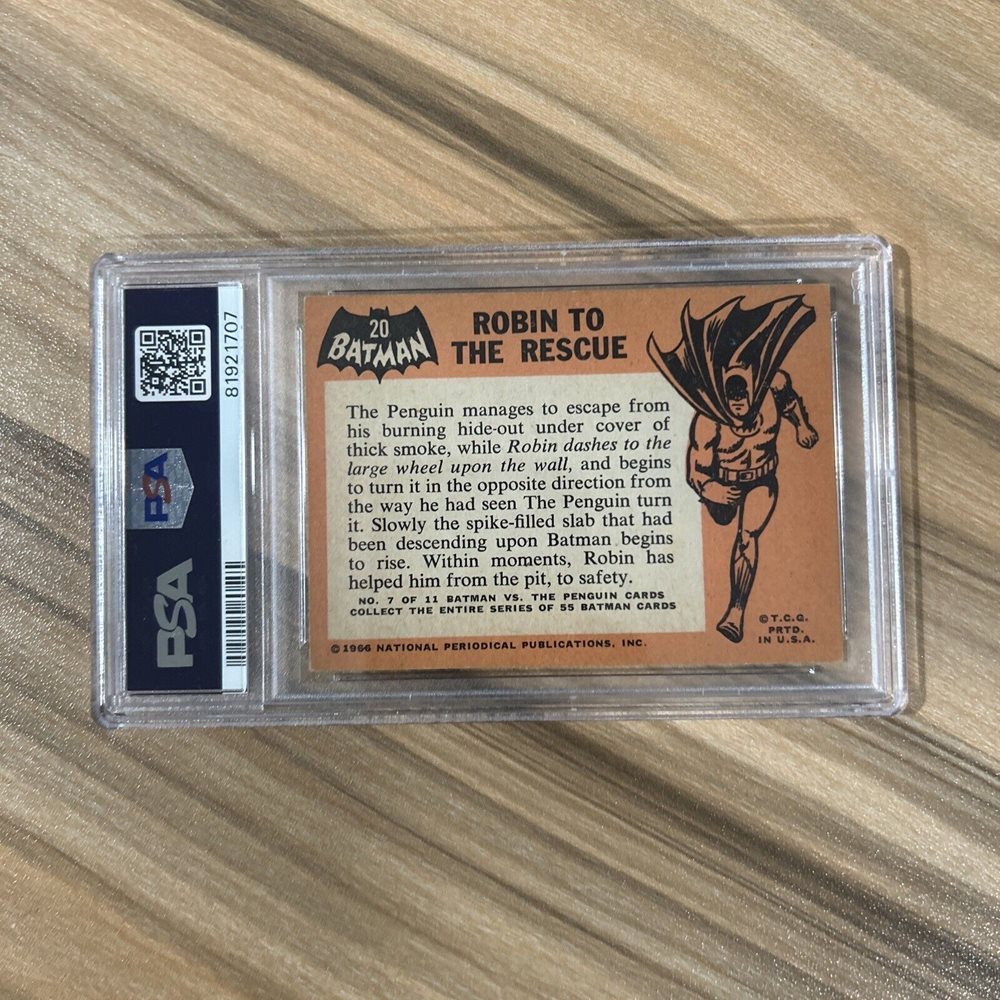 81921707
PSA
PSA
20
BATMAN
ROBIN TO
THE RESCUE
The Penguin manages to escape from
his burning hide-out under cover of
thick smoke, while Robin dashes to the
large wheel upon the wall, and begins
to turn it in the opposite direction from
the way he had seen The Penguin turn
it. Slowly the spike-filled slab that had
been descending upon Batman begins
to rise. Within moments, Robin has
helped him from the pit, to safety.
NO. 7 OF 11 BATMAN VS. THE PENGUIN CARDS
COLLECT THE ENTIRE SERIES OF 55 BATMAN CARDS
© 1966 NATIONAL PERIODICAL PUBLICATIONS, INC.
© T.C.G.
PRTD.
IN U.S.A.